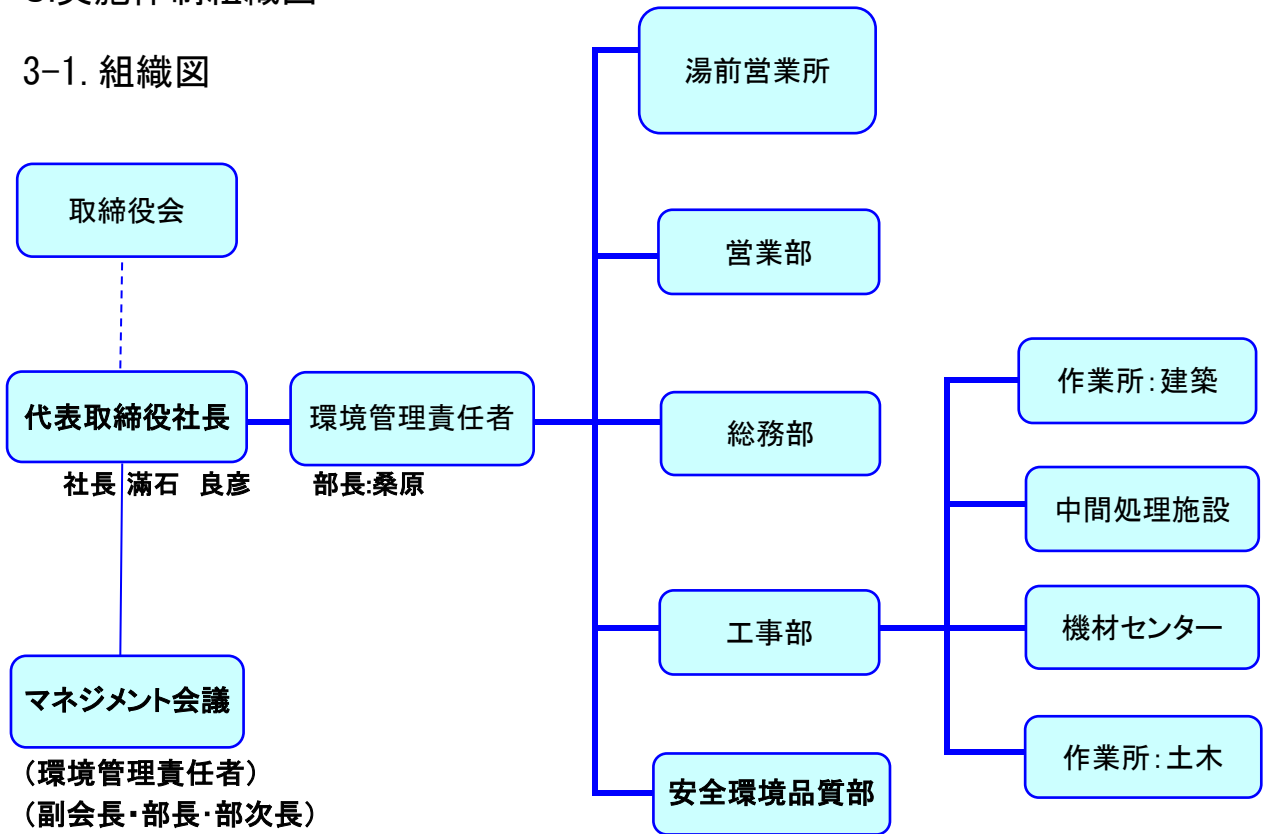 3-1. 組織図
湯前営業所
取締役会
営業部
代表取締役社長
環境管理責任者
社長 滿石 良彦
部長:桑原
総務部
作業所:建築
中間処理施設
工事部
機材センター
マネジメント会議
(環境管理責任者)
(副会長・部長・部次長)
安全環境品質部
作業所:土木